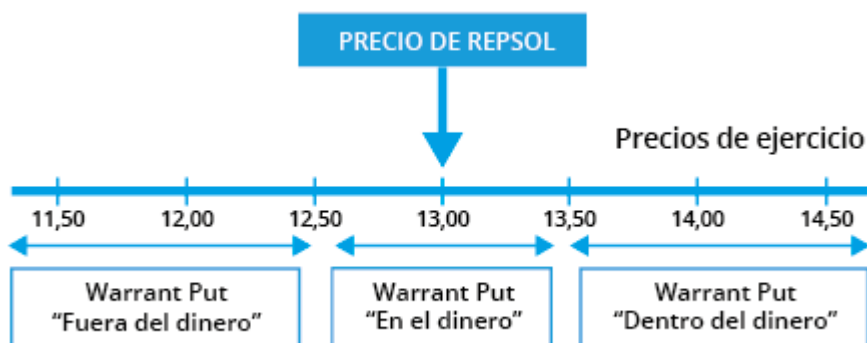 PRECIO DE REPSOL
Precios de ejercicio
11,50 12,00 12,50 13,00 13,50 14,00 14,50
Warrant Put
“Fuera del dinero”
Warrant Put
“En el dinero”
Warrant Put
“Dentro del dinero”